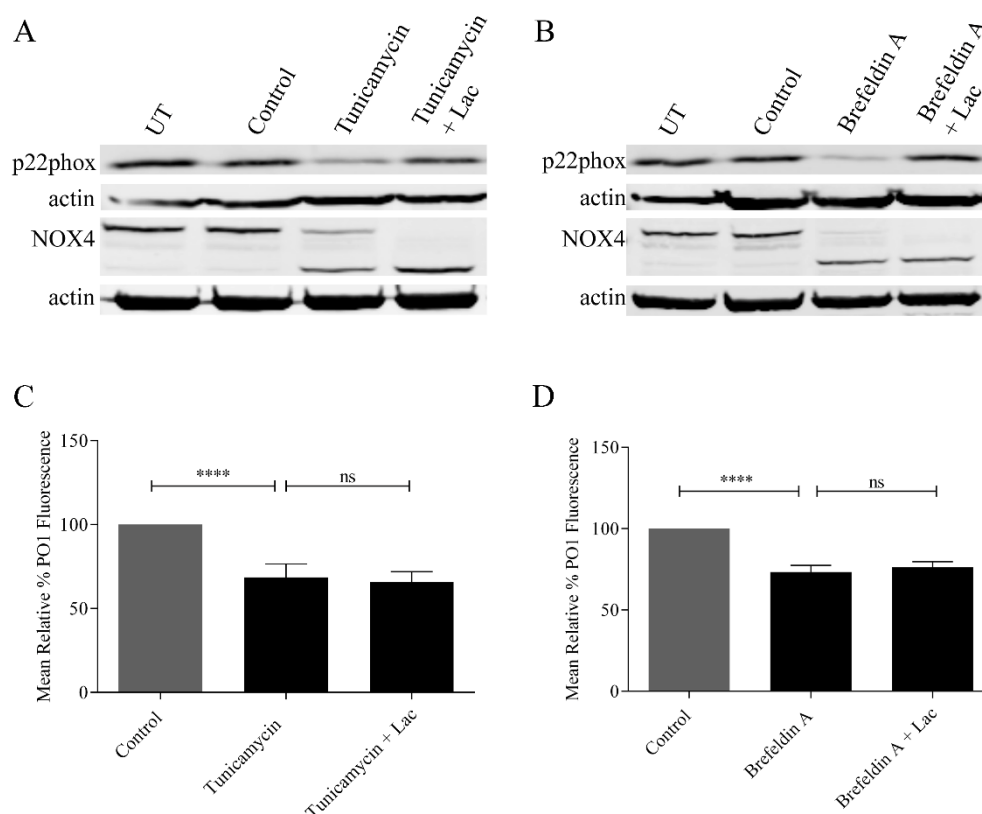 A
UT
Control
Tunicamycin
Tunicamycin
+ Lac
p22phox
actin
NOX4
actin
B
UT
Control
Brefeldin A
Brefeldin A
+ Lac
p22phox
actin
NOX4
actin
C
Mean Relative % PO1 Fluorescence
150
100
50
0
****
ns
Control
Tunicamycin
Tunicamycin + Lac
D
Mean Relative % PO1 Fluorescence
150
100
50
0
****
ns
Control
Brefeldin A
Brefeldin A + Lac